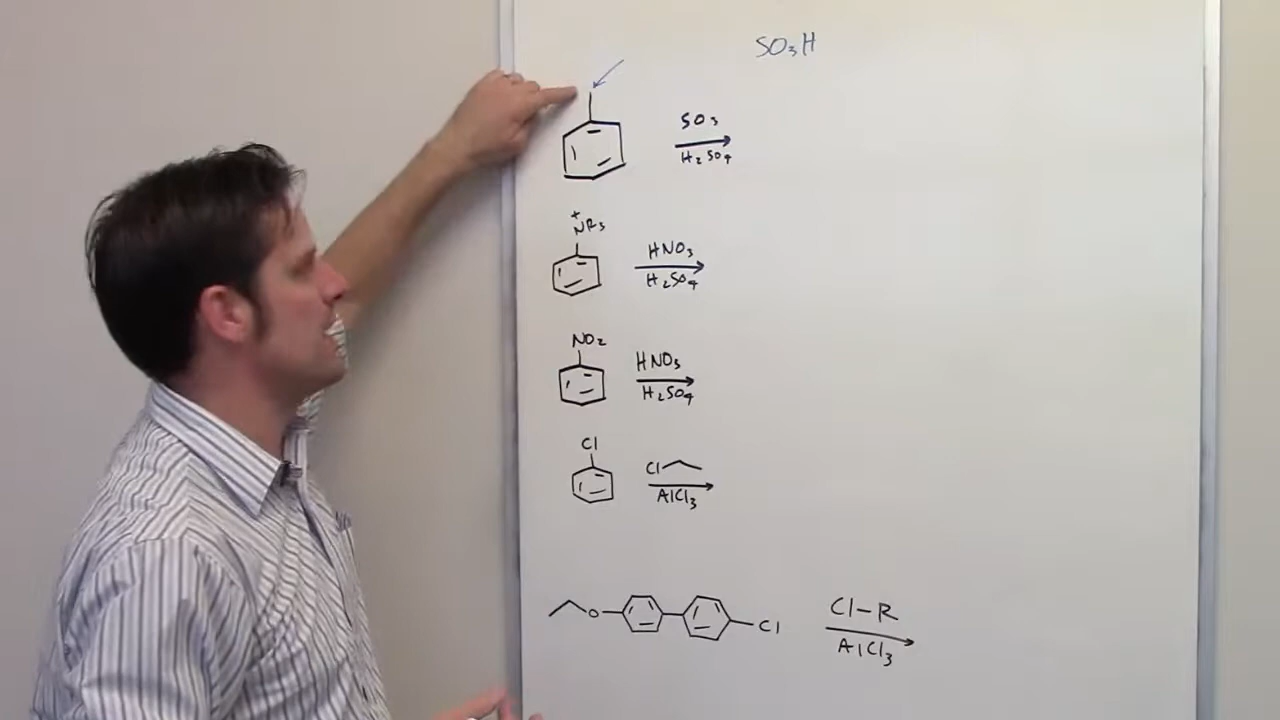 SO₃H
SO₃
H₂SO₄
⁺NR₃
HNO₃
H₂SO₄
NO₂
HNO₃
H₂SO₄
Cl
Cl
AlCl₃
O
Cl
Cl-R
AlCl₃